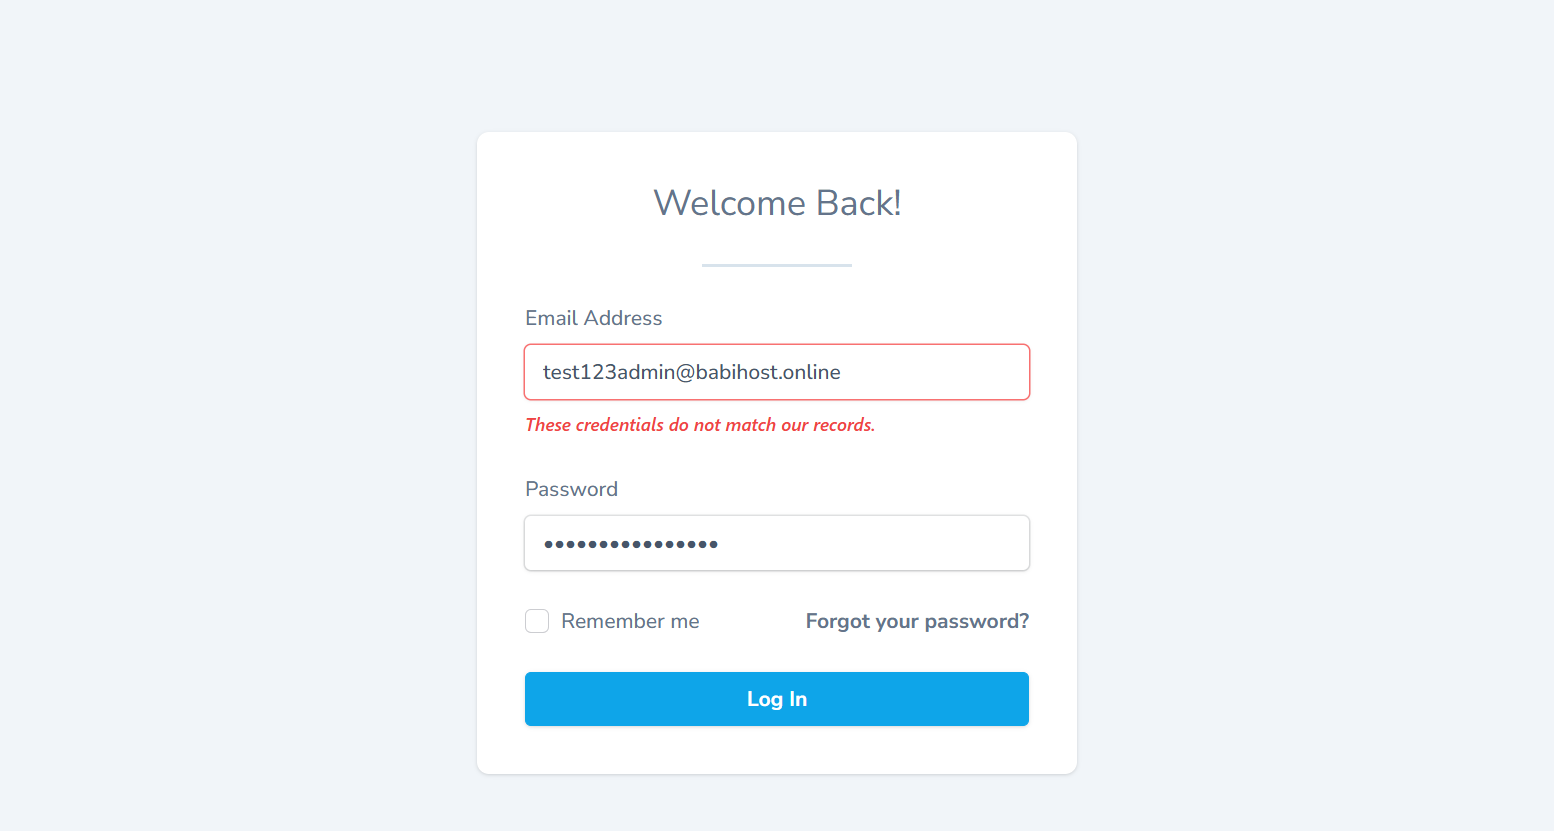 Welcome Back!
Email Address
test123admin@babihost.online
These credentials do not match our records.
Password
••••••••••••••••
Remember me Forgot your password?
Log In